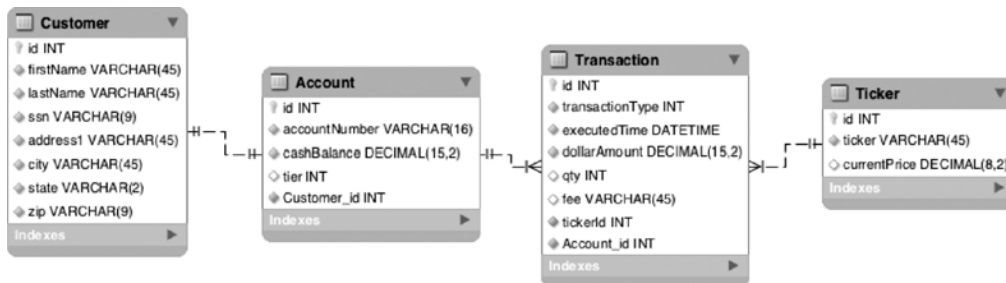 Customer
id INT
firstName VARCHAR(45)
lastName VARCHAR(45)
ssn VARCHAR(9)
address1 VARCHAR(45)
city VARCHAR(45)
state VARCHAR(2)
zip VARCHAR(9)
Indexes
Account
id INT
accountNumber VARCHAR(16)
cashBalance DECIMAL(15,2)
tier INT
Customer_id INT
Indexes
Transaction
id INT
transactionType INT
executedTime DATETIME
dollarAmount DECIMAL(15,2)
qty INT
fee VARCHAR(45)
tickerId INT
Account_id INT
Indexes
Ticker
id INT
ticker VARCHAR(45)
currentPrice DECIMAL(8,2)
Indexes